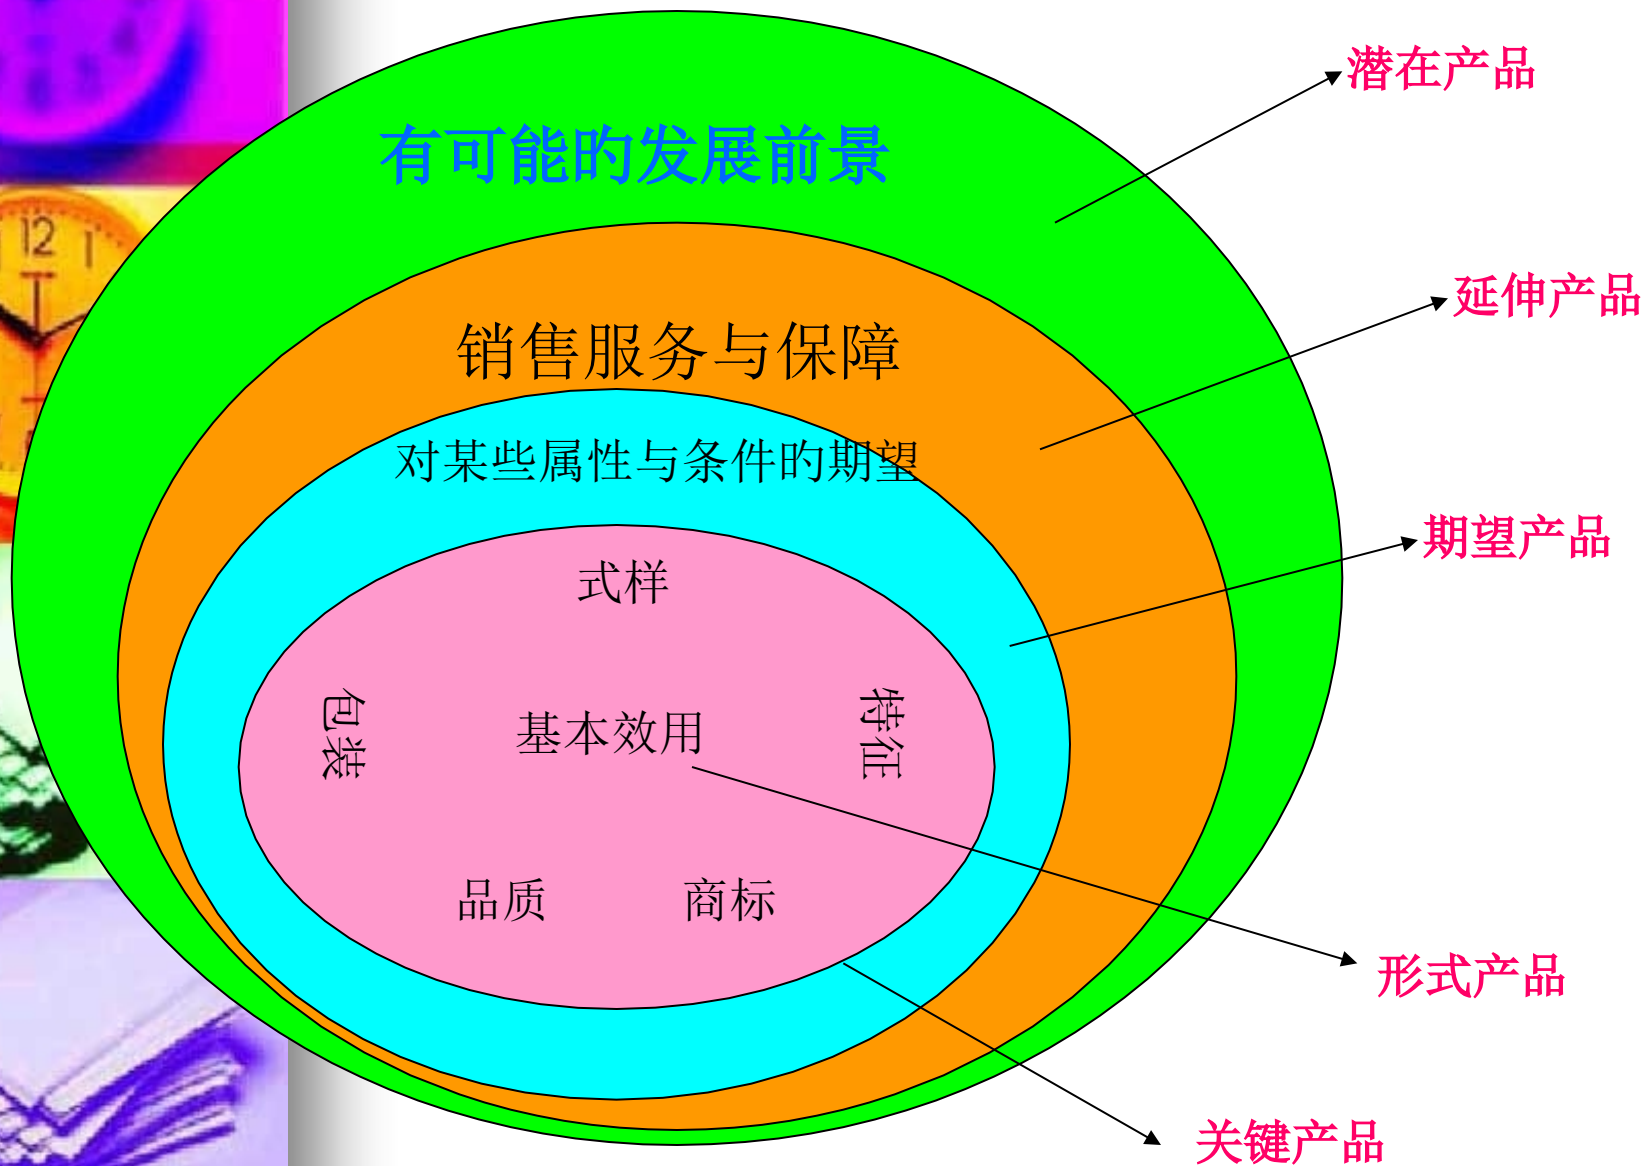 潜在产品
有可能旳发展前景
延伸产品
销售服务与保障
对某些属性与条件旳期望
期望产品
式样
包装
基本效用
特征
品质
商标
形式产品
关键产品
12
1